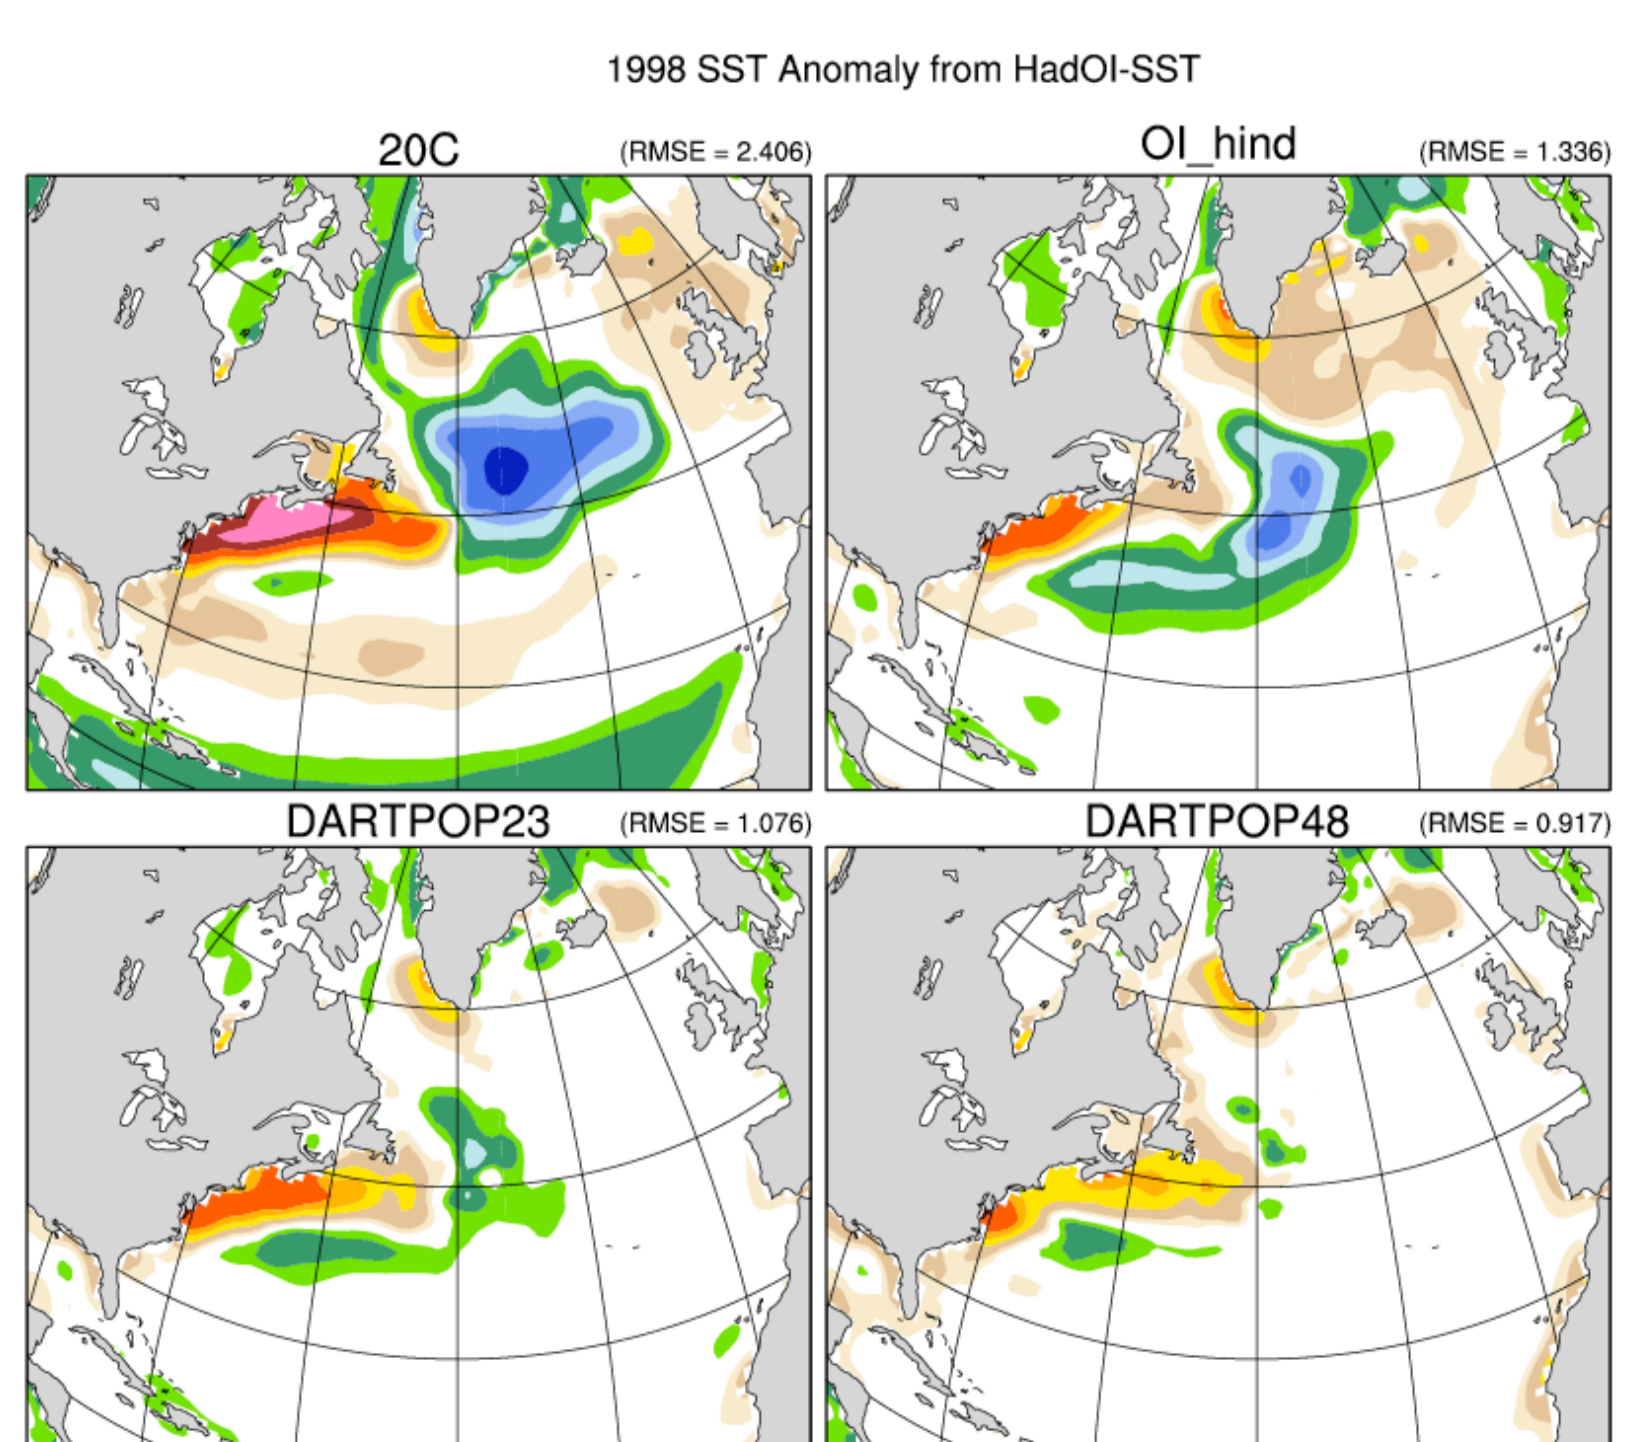 1998 SST Anomaly from HadOI-SST
20C (RMSE = 2.406)
OI_hind (RMSE = 1.336)
DARTPOP23 (RMSE = 1.076)
DARTPOP48 (RMSE = 0.917)